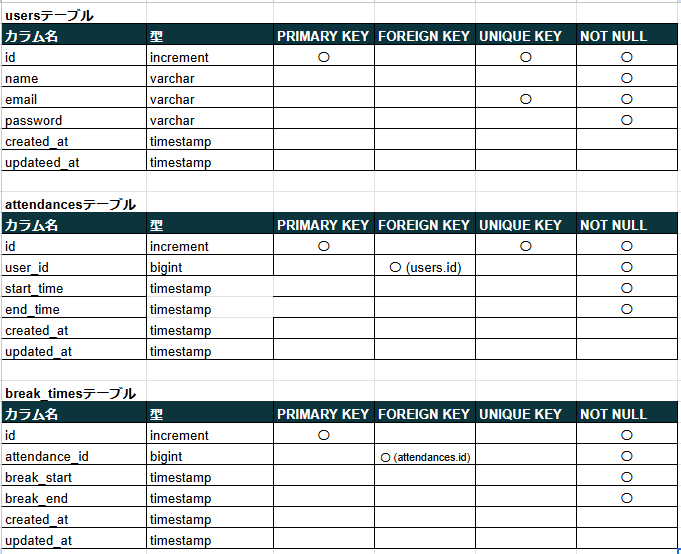 usersテーブル
カラム名 型 PRIMARY KEY FOREIGN KEY UNIQUE KEY NOT NULL
id increment 〇 〇 〇
name varchar 〇
email varchar 〇 〇
password varchar 〇
created_at timestamp
updateed_at timestamp
attendancesテーブル
カラム名 型 PRIMARY KEY FOREIGN KEY UNIQUE KEY NOT NULL
id increment 〇 〇 〇
user_id bigint 〇 (users.id) 〇
start_time timestamp 〇
end_time timestamp 〇
created_at timestamp
updated_at timestamp
break_timesテーブル
カラム名 型 PRIMARY KEY FOREIGN KEY UNIQUE KEY NOT NULL
id increment 〇 〇
attendance_id bigint 〇 (attendances.id) 〇
break_start timestamp 〇
break_end timestamp 〇
created_at timestamp
updated_at timestamp